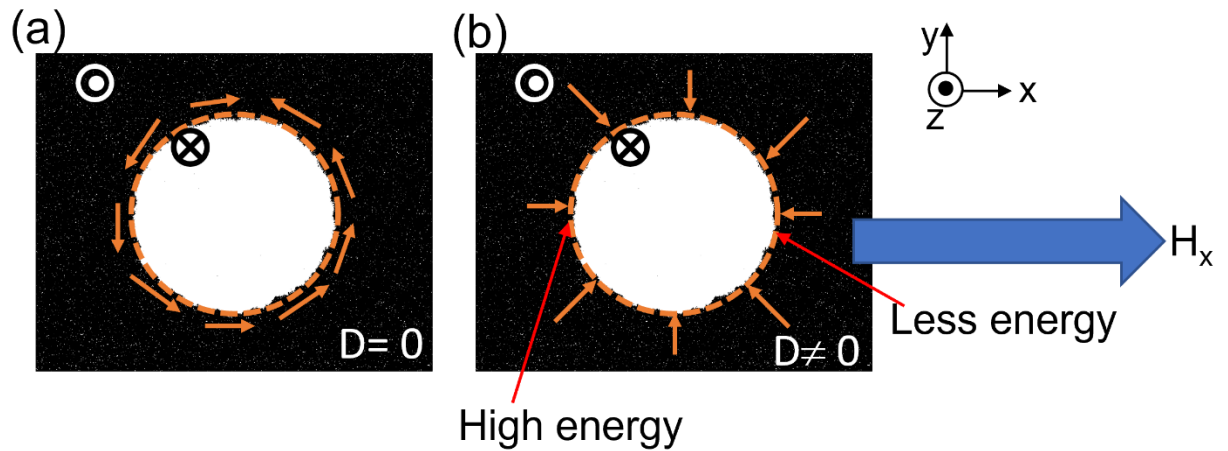 (a)
(b)
y
x
z
Hₓ
Less energy
D= 0
D≠ 0
High energy